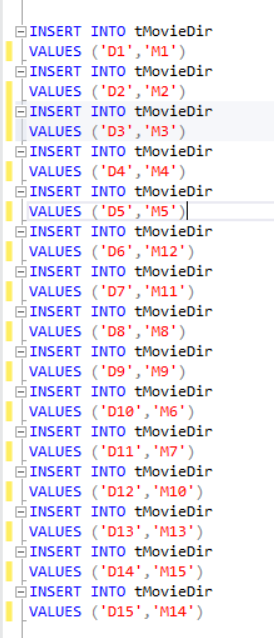 INSERT INTO tMovieDir
VALUES ('D1','M1')
INSERT INTO tMovieDir
VALUES ('D2','M2')
INSERT INTO tMovieDir
VALUES ('D3','M3')
INSERT INTO tMovieDir
VALUES ('D4','M4')
INSERT INTO tMovieDir
VALUES ('D5','M5')
INSERT INTO tMovieDir
VALUES ('D6','M12')
INSERT INTO tMovieDir
VALUES ('D7','M11')
INSERT INTO tMovieDir
VALUES ('D8','M8')
INSERT INTO tMovieDir
VALUES ('D9','M9')
INSERT INTO tMovieDir
VALUES ('D10','M6')
INSERT INTO tMovieDir
VALUES ('D11','M7')
INSERT INTO tMovieDir
VALUES ('D12','M10')
INSERT INTO tMovieDir
VALUES ('D13','M13')
INSERT INTO tMovieDir
VALUES ('D14','M15')
INSERT INTO tMovieDir
VALUES ('D15','M14')